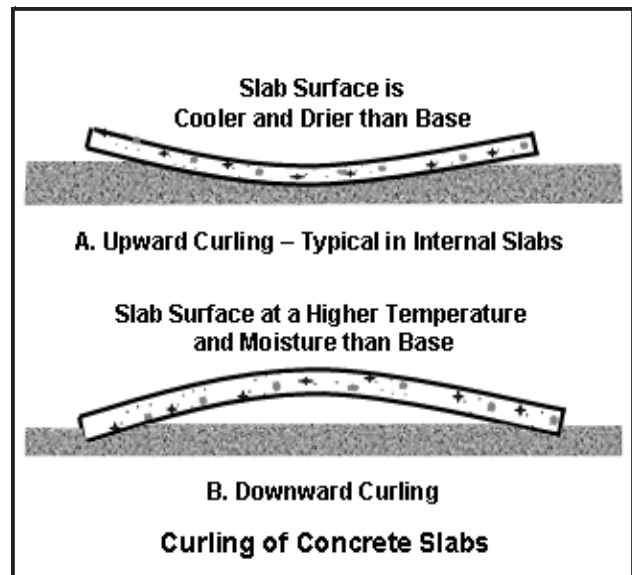 Slab Surface is
Cooler and Drier than Base
A. Upward Curling – Typical in Internal Slabs
Slab Surface at a Higher Temperature
and Moisture than Base
B. Downward Curling
Curling of Concrete Slabs